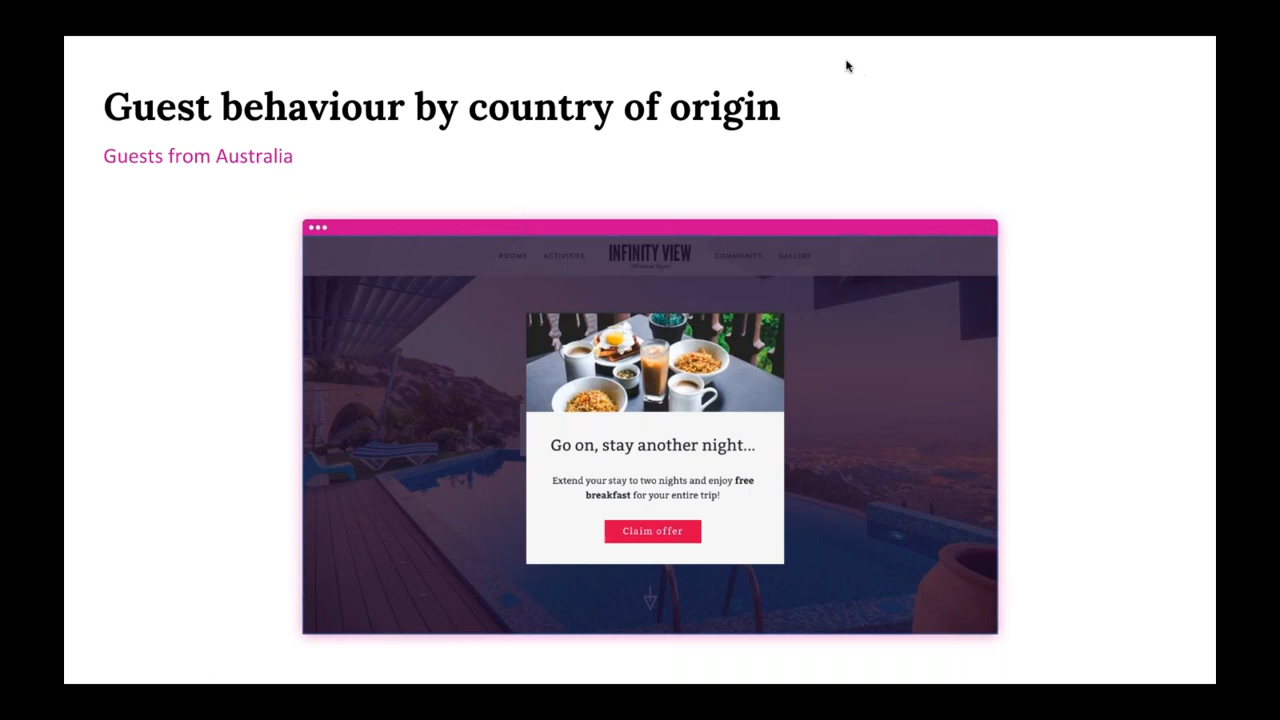 Guest behaviour by country of origin
Guests from Australia
ROOMS ACTIVITIES INFINITY VIEW COMMUNITY GALLERY
Go on, stay another night...
Extend your stay to two nights and enjoy free
breakfast for your entire trip!
Claim offer